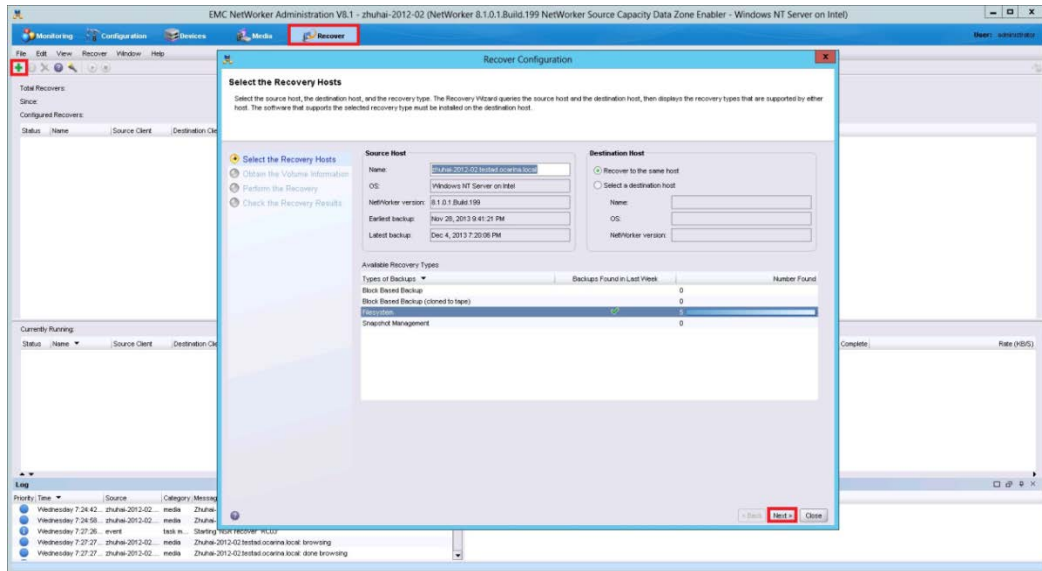 EMC NetWorker Administration V8.1 - zhuhai-2012-02 (NetWorker 8.1.0.1.Build.199 NetWorker Source Capacity Data Zone Enabler - Windows NT Server on Intel)
Monitoring Configuration Devices Media Recover User: administrator
File Edit View Recover Window Help
Total Recovers:
Since:
Configured Recovers:
Status Name Source Client Destination Cli
Recover Configuration
Select the Recovery Hosts
Select the source host, the destination host, and the recovery type. The Recovery Wizard queries the source host and the destination host, then displays the recovery types that are supported by either
host. The software that supports the selected recovery type must be installed on the destination host.
Select the Recovery Hosts
Obtain the Volume Information
Perform the Recovery
Check the Recovery Results
Source Host
Name: zhuhai-2012-02.testad.ocarina.local
OS: Windows NT Server on Intel
NetWorker version: 8.1.0.1.Build.199
Earliest backup: Nov 28, 2013 9:41:21 PM
Latest backup: Dec 4, 2013 7:20:06 PM
Destination Host
Recover to the same host
Select a destination host
Name:
OS:
NetWorker version:
Available Recovery Types
Types of Backups Backups Found in Last Week Number Found
Block Based Backup 0
Block Based Backup (cloned to tape) 0
Filesystem 5
Snapshot Management 0
< Back Next > Close
Currently Running:
Status Name Source Client Destination Cli
Complete Rate (KB/S)
Log
Priority Time Source Category Messag
Wednesday 7:24:42... zhuhai-2012-02... media Zhuhai-
Wednesday 7:24:58... zhuhai-2012-02... media Zhuhai-
Wednesday 7:27:26... event task m... Starting NSR recover
Wednesday 7:27:27... zhuhai-2012-02... media Zhuhai-2012-02.testad.ocarina.local: browsing
Wednesday 7:27:27... zhuhai-2012-02... media Zhuhai-2012-02.testad.ocarina.local: done browsing